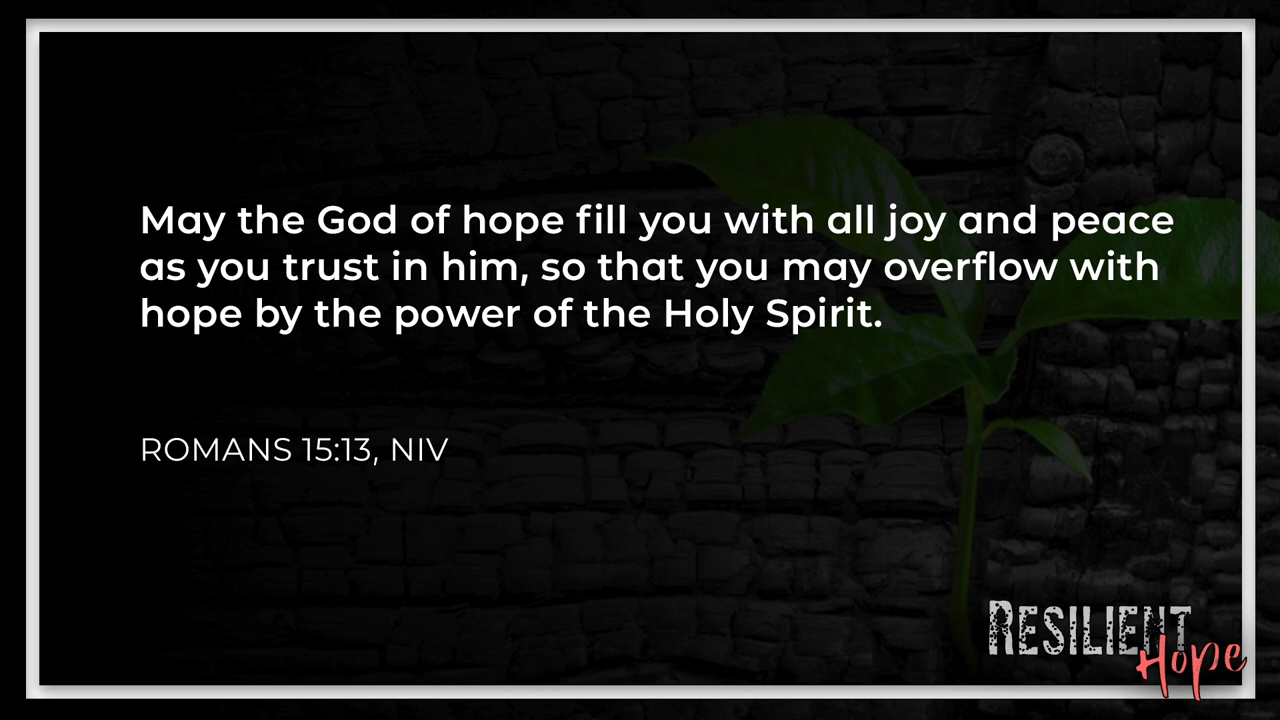 May the God of hope fill you with all joy and peace
as you trust in him, so that you may overflow with
hope by the power of the Holy Spirit.
ROMANS 15:13, NIV
RESILIENT
Hope